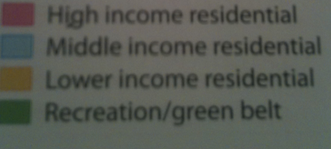 High income residential
Middle income residential
Lower income residential
Recreation/green belt